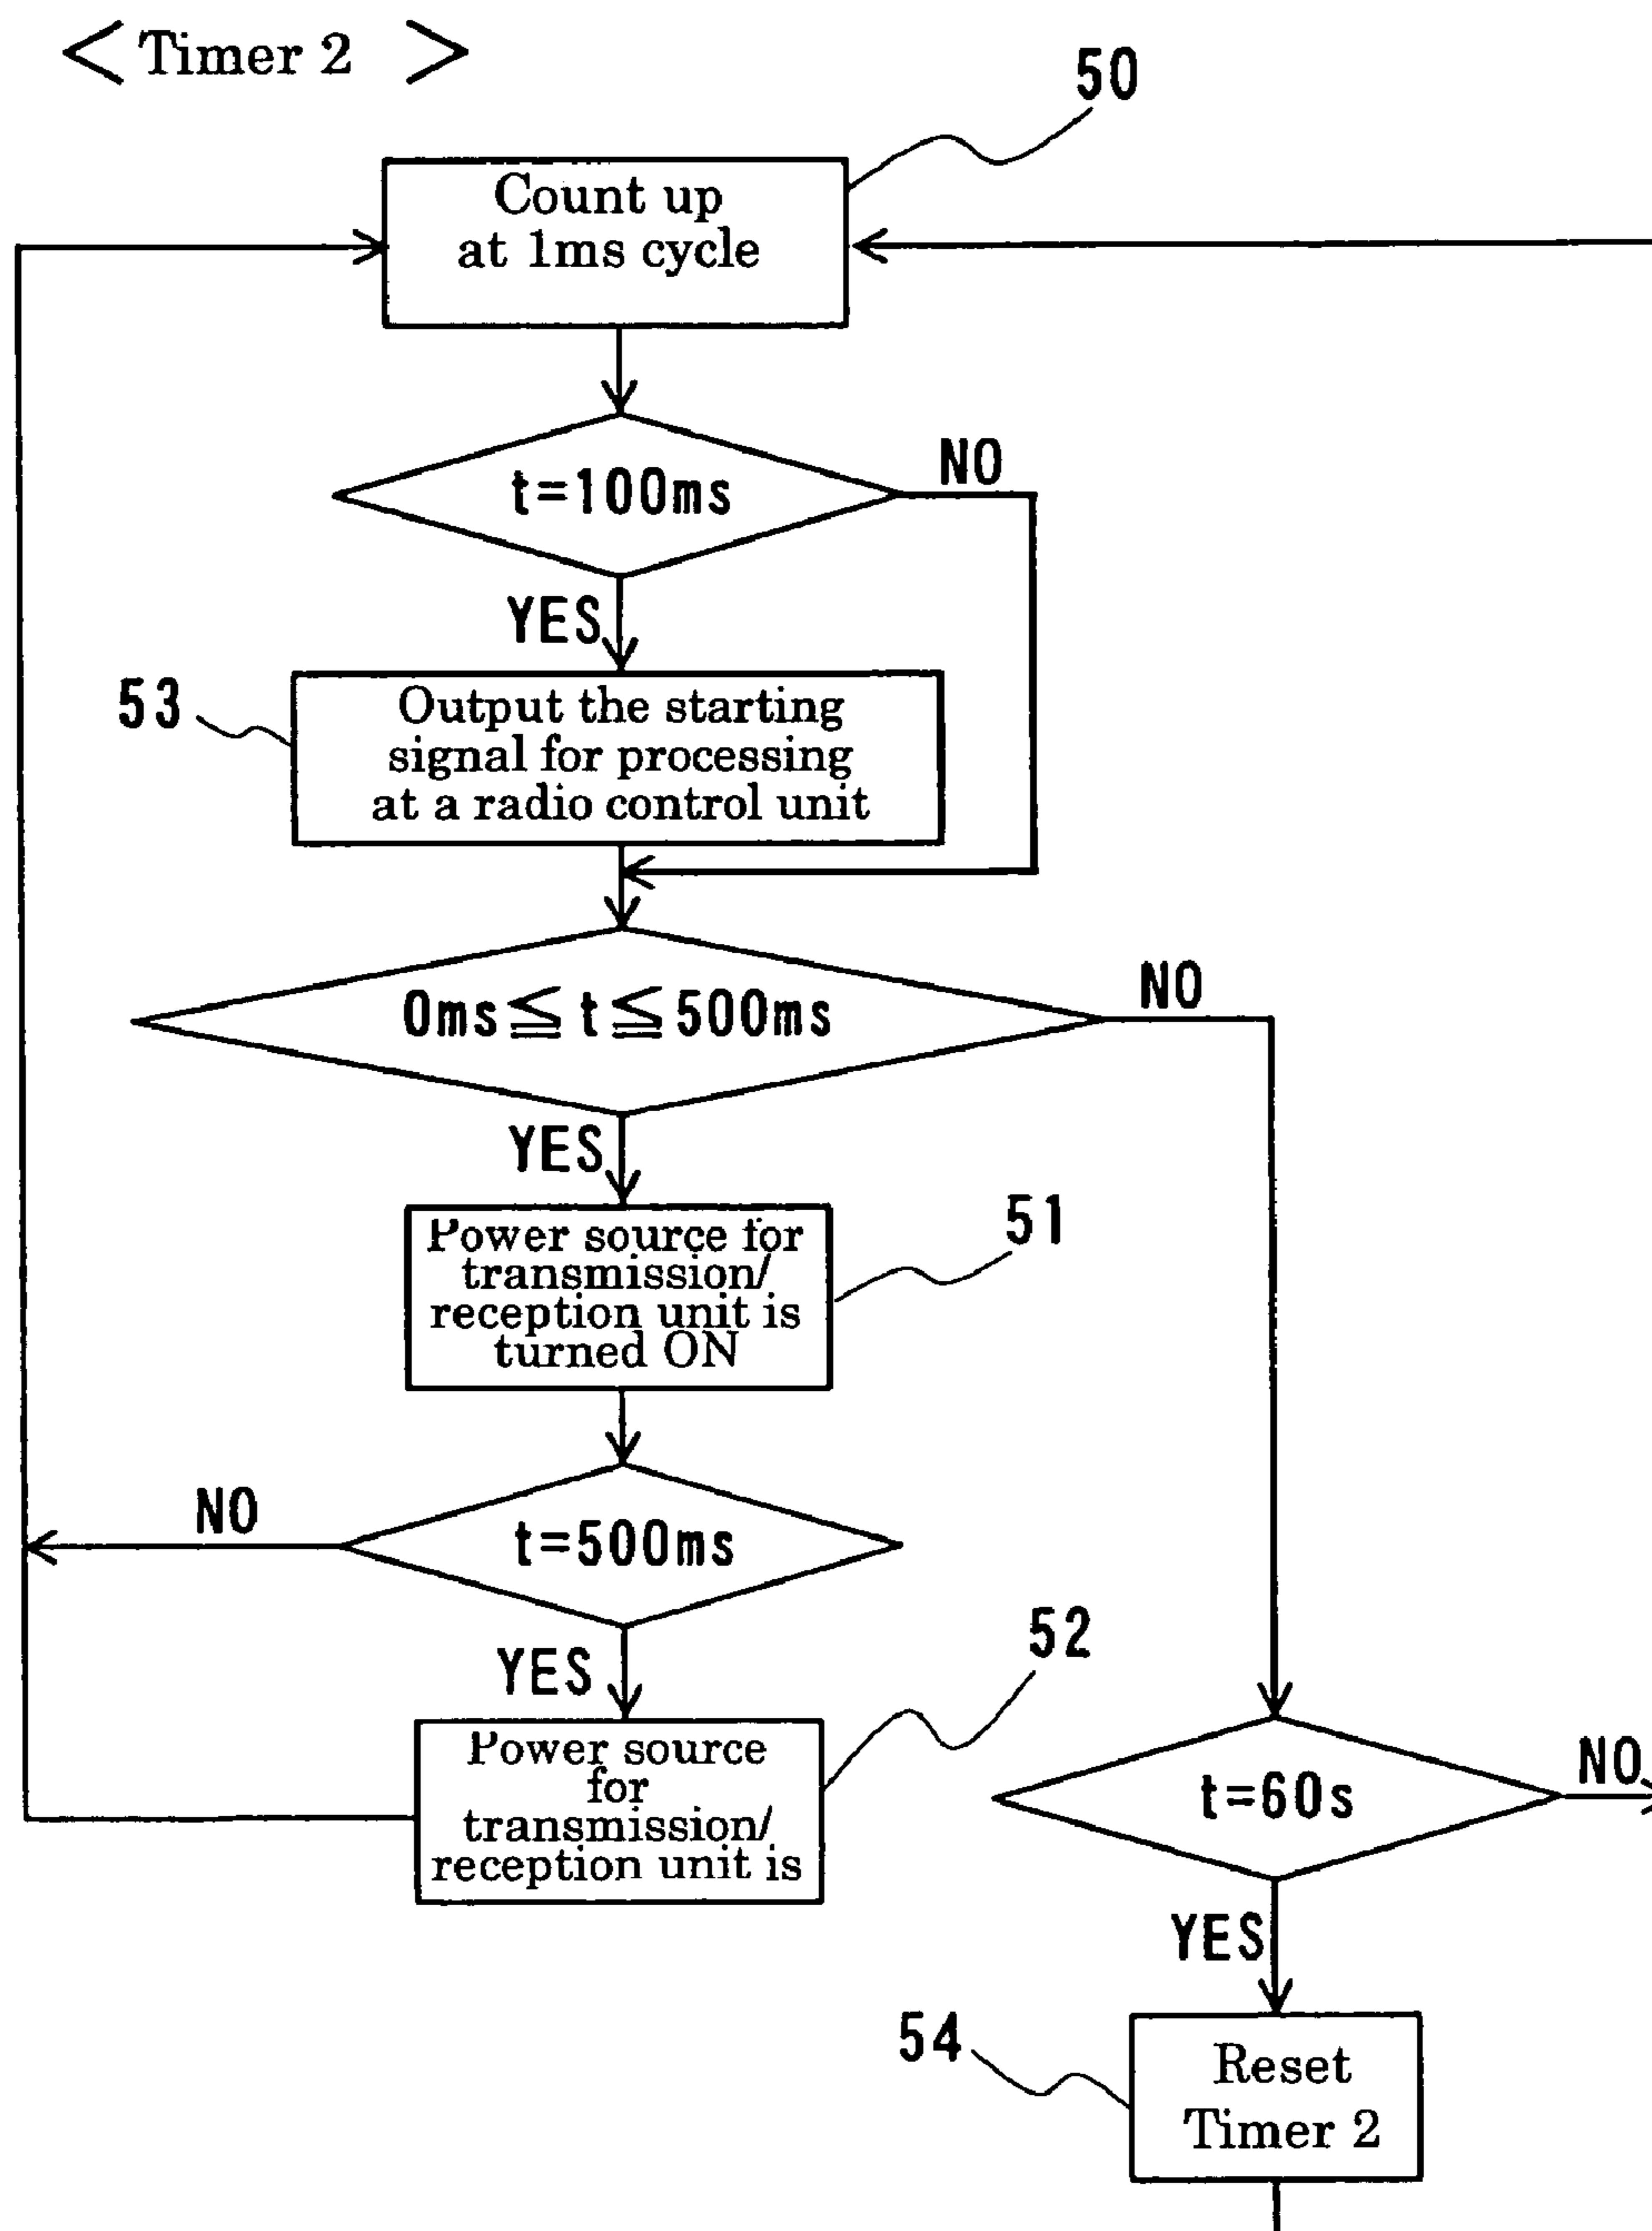 < Timer 2 >
50
Count up
at 1ms cycle
t=100ms
NO
YES
53
Output the starting
signal for processing
at a radio control unit
0ms≦ t≦500ms
NO
YES
51
Power source for
transmission/
reception unit is
turned ON
NO
t=500ms
YES
52
Power source
for
transmission/
reception unit is
t=60s
NO
YES
54
Reset
Timer 2